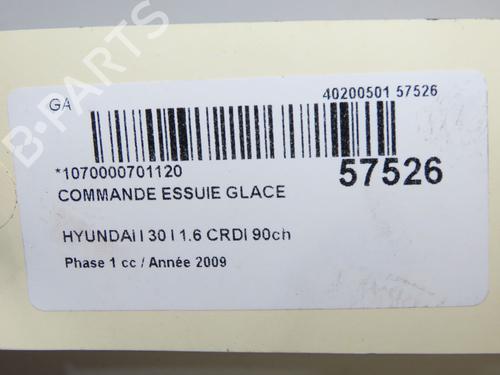 GA
40200501 57526
*1070000701120
57526
COMMANDE ESSUIE GLACE
HYUNDAI I 30 I 1.6 CRDI 90ch
Phase 1 cc / Année 2009
B-PARTS